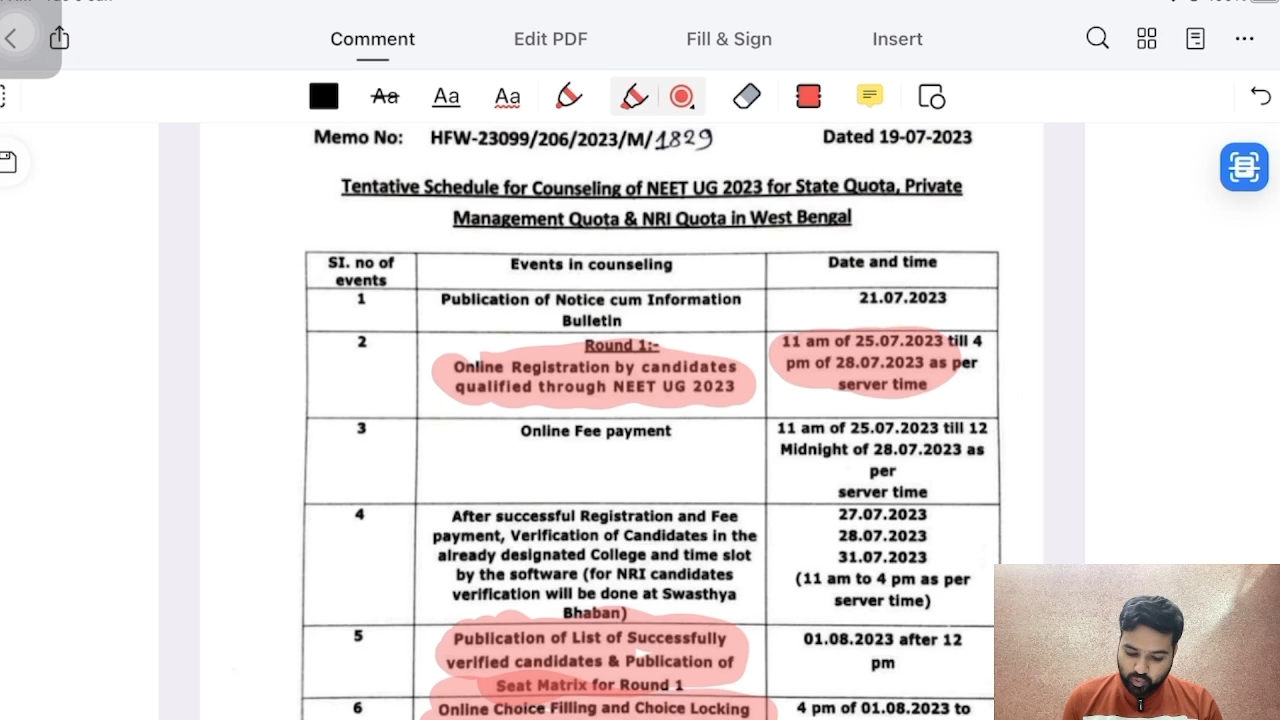 Comment Edit PDF Fill & Sign Insert
Aa Aa Aa
Memo No: HFW-23099/206/2023/M/1829 Dated 19-07-2023
Tentative Schedule for Counseling of NEET UG 2023 for State Quota, Private
Management Quota & NRI Quota in West Bengal
SI. no of
events
Events in counseling
Date and time
1
Publication of Notice cum Information
Bulletin
21.07.2023
2
Round 1:-
Online Registration by candidates
qualified through NEET UG 2023
11 am of 25.07.2023 till 4
pm of 28.07.2023 as per
server time
3
Online Fee payment
11 am of 25.07.2023 till 12
Midnight of 28.07.2023 as
per
server time
4
After successful Registration and Fee
payment, Verification of Candidates in the
already designated College and time slot
by the software (for NRI candidates
verification will be done at Swasthya
Bhaban)
27.07.2023
28.07.2023
31.07.2023
(11 am to 4 pm as per
server time)
5
Publication of List of Successfully
verified candidates & Publication of
Seat Matrix for Round 1
01.08.2023 after 12
pm
6
Online Choice Filling and Choice Locking
4 pm of 01.08.2023 to